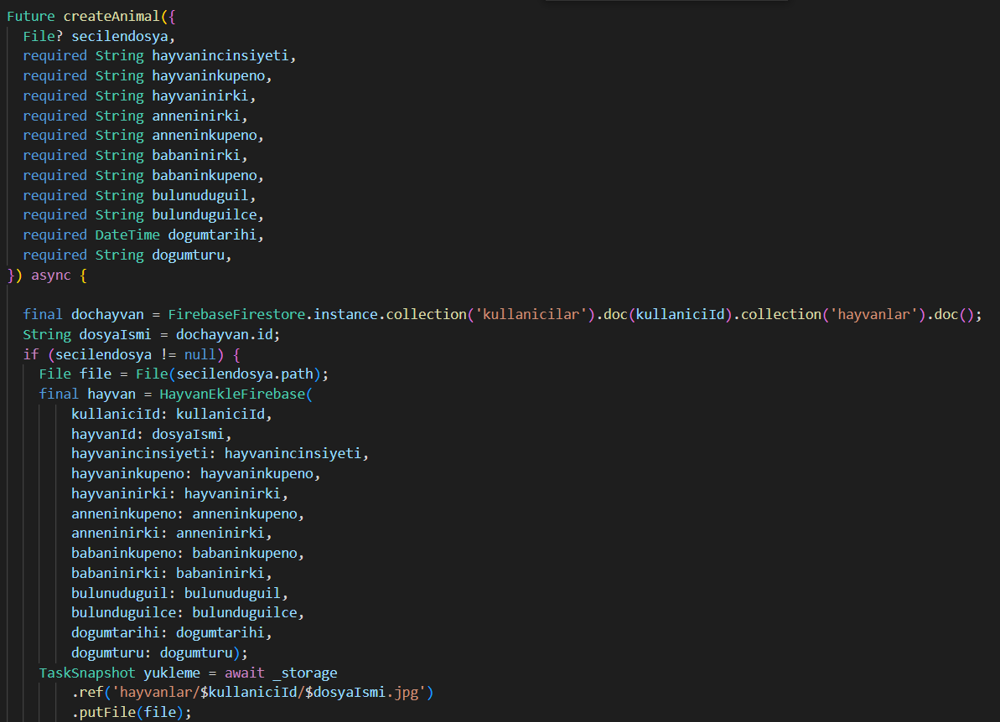 Future createAnimal({
File? secilendosya,
required String hayvanincinsiyeti,
required String hayvaninkupeno,
required String hayvaninirki,
required String anneninirki,
required String anneninkupeno,
required String babaninirki,
required String babaninkupeno,
required String bulunuduguil,
required String bulunduguilce,
required DateTime dogumtarihi,
required String dogumturu,
}) async {
final dochayvan = FirebaseFirestore.instance.collection('kullanicilar').doc(kullaniciId).collection('hayvanlar').doc();
String dosyaIsmi = dochayvan.id;
if (secilendosya != null) {
File file = File(secilendosya.path);
final hayvan = HayvanEkleFirebase(
kullaniciId: kullaniciId,
hayvanId: dosyaIsmi,
hayvanincinsiyeti: hayvanincinsiyeti,
hayvaninkupeno: hayvaninkupeno,
hayvaninirki: hayvaninirki,
anneninkupeno: anneninkupeno,
anneninirki: anneninirki,
babaninkupeno: babaninkupeno,
babaninirki: babaninirki,
bulunuduguil: bulunuduguil,
bulunduguilce: bulunduguilce,
dogumtarihi: dogumtarihi,
dogumturu: dogumturu);
TaskSnapshot yukleme = await _storage
.ref('hayvanlar/$kullaniciId/$dosyaIsmi.jpg')
.putFile(file);